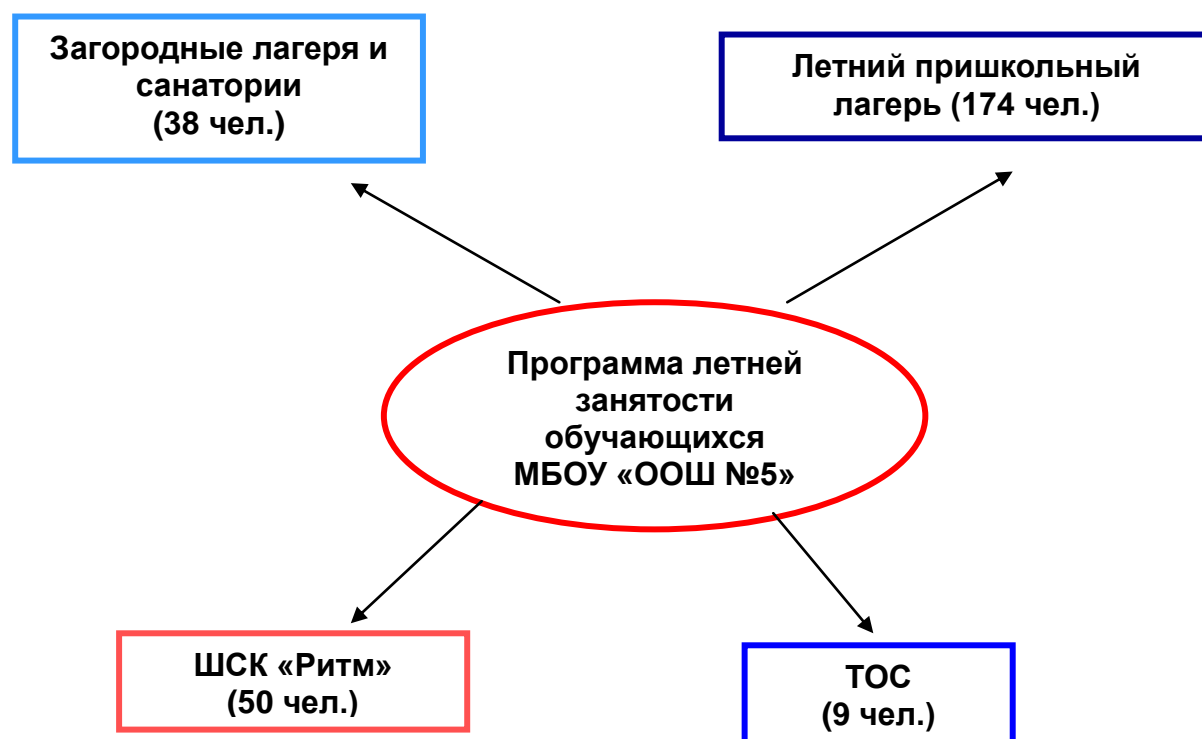 Загородные лагеря и
санатории
(38 чел.)
Летний пришкольный
лагерь (174 чел.)
Программа летней
занятости
обучающихся
МБОУ «ООШ №5»
ШСК «Ритм»
(50 чел.)
ТОС
(9 чел.)